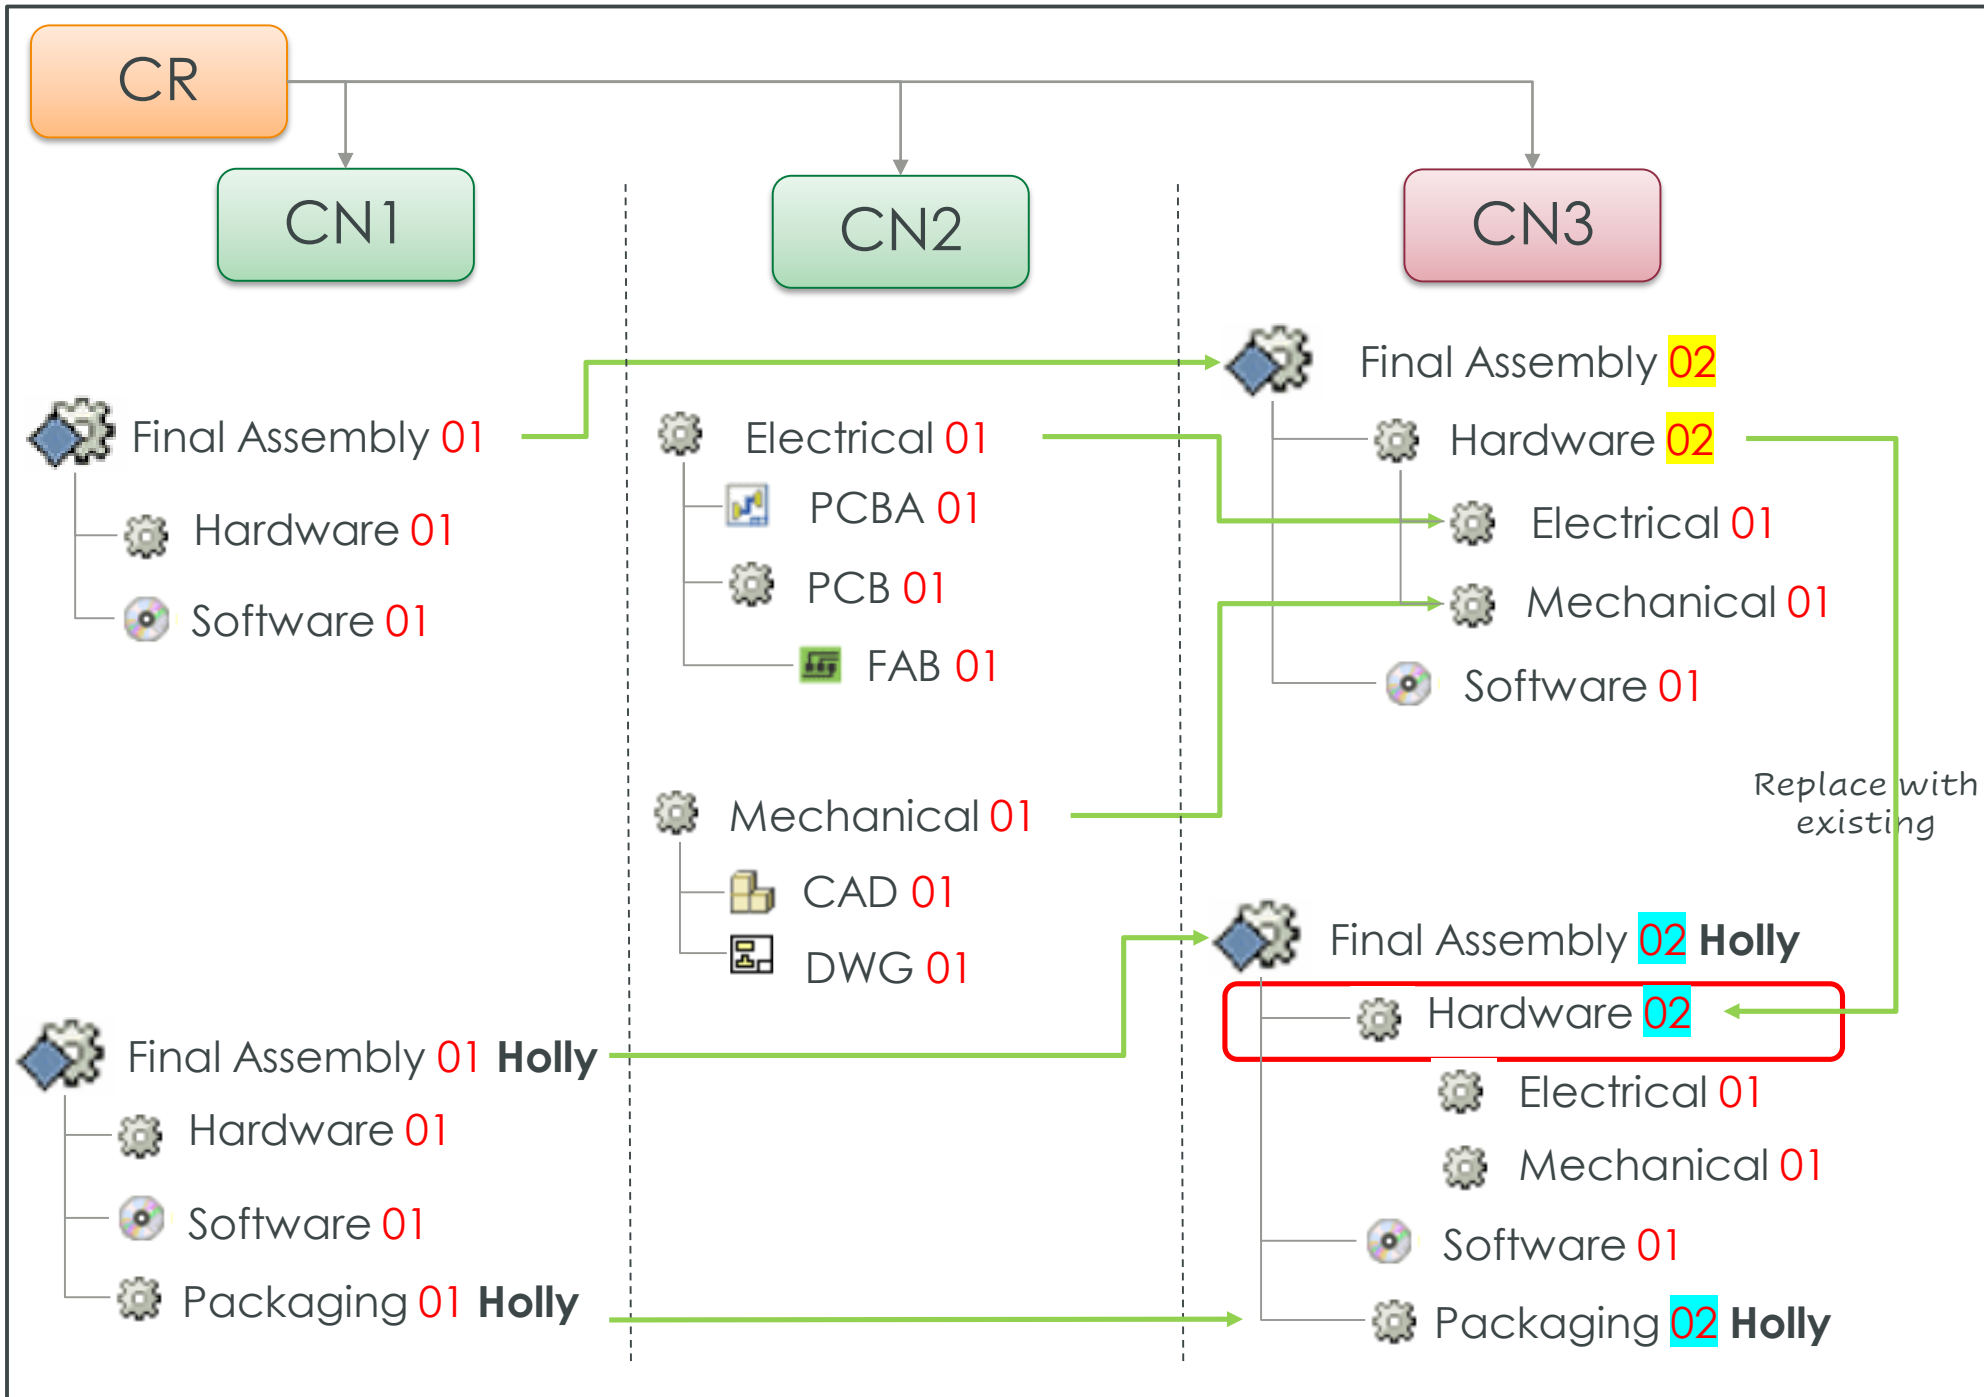 CR
CN1
CN2
CN3
Final Assembly 01
Hardware 01
Software 01
Final Assembly 01 Holly
Hardware 01
Software 01
Packaging 01 Holly
Electrical 01
PCBA 01
PCB 01
FAB 01
Mechanical 01
CAD 01
DWG 01
Final Assembly 02
Hardware 02
Electrical 01
Mechanical 01
Software 01
Replace with
existing
Final Assembly 02 Holly
Hardware 02
Electrical 01
Mechanical 01
Software 01
Packaging 02 Holly